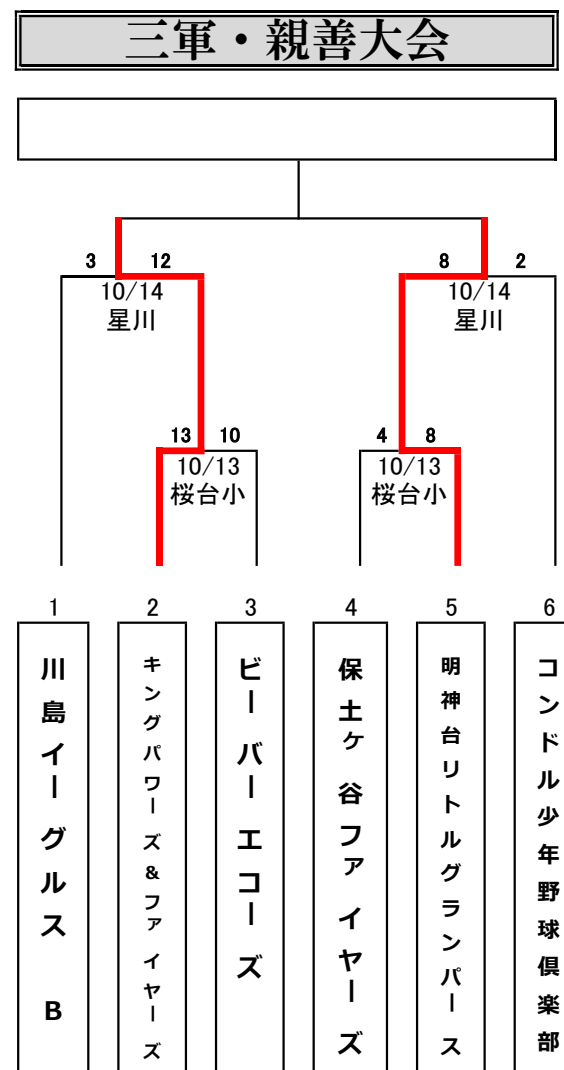 三軍・親善大会
3 12
8 2
10/14
星川
10/14
星川
13 10
4 8
10/13
桜台小
10/13
桜台小
1 2 3 4 5 6
川島イーグルス B
キングパワーズ&ファイヤーズ
ビーバーエコーズ
保土ヶ谷ファイヤーズ
明神台リトルグランパース
コンドル少年野球倶楽部